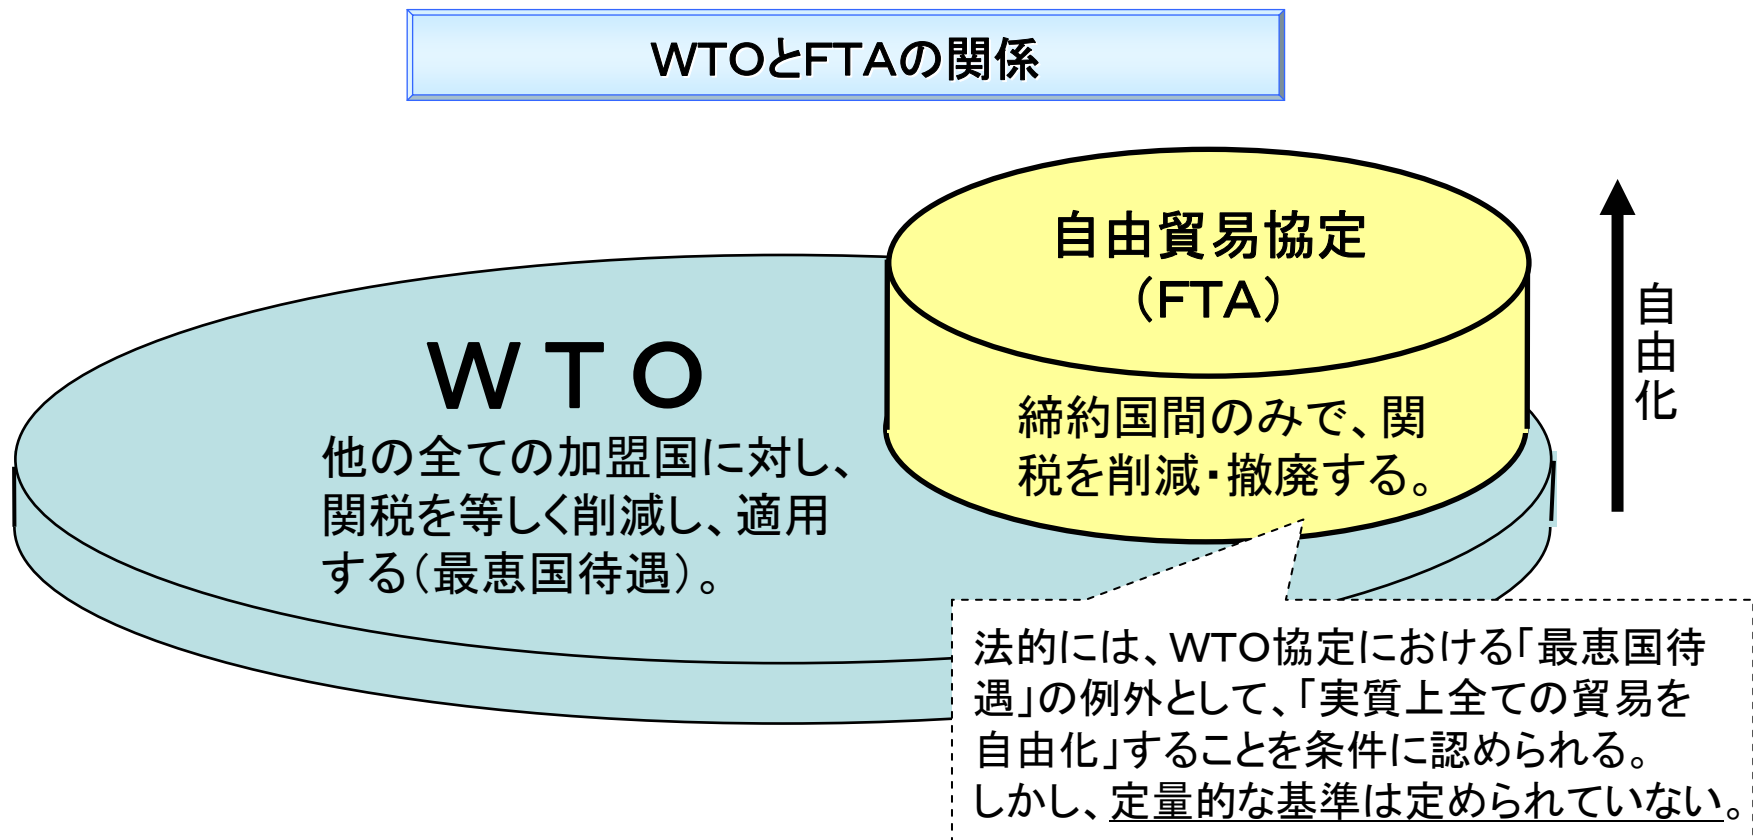 WTOとFTAの関係
自由貿易協定
（FTA）
自由化
WTO
締約国間のみで、関
税を削減・撤廃する。
他の全ての加盟国に対し、
関税を等しく削減し、適用
する（最恵国待遇）。
法的には、WTO協定における「最恵国待
遇」の例外として、「実質上全ての貿易を
自由化」することを条件に認められる。
しかし、定量的な基準は定められていない。